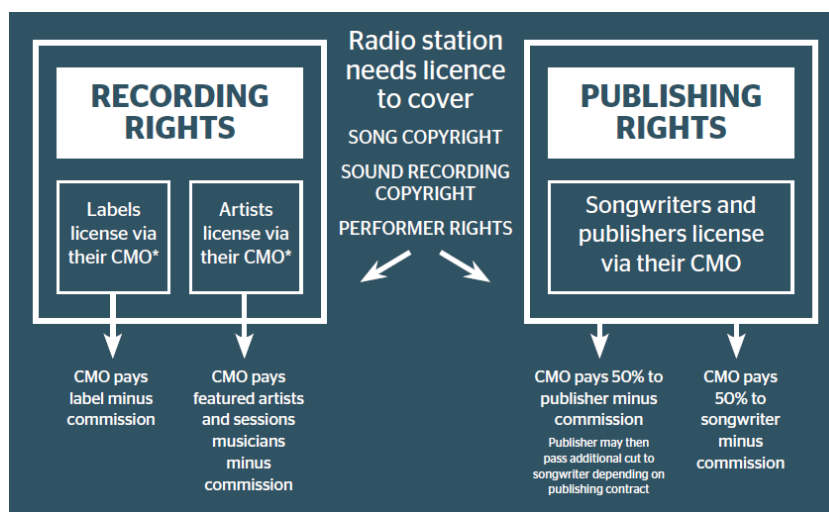 RECORDING
RIGHTS
Labels
license via
their CMO*
Artists
license via
their CMO*
CMO pays
label minus
commission
CMO pays
featured artists
and sessions
musicians
minus
commission
Radio station
needs licence
to cover
SONG COPYRIGHT
SOUND RECORDING
COPYRIGHT
PERFORMER RIGHTS
PUBLISHING
RIGHTS
Songwriters and
publishers license
via their CMO
CMO pays 50% to
publisher minus
commission
Publisher may then
pass additional cut to
songwriter depending on
publishing contract
CMO pays
50% to
songwriter
minus
commission